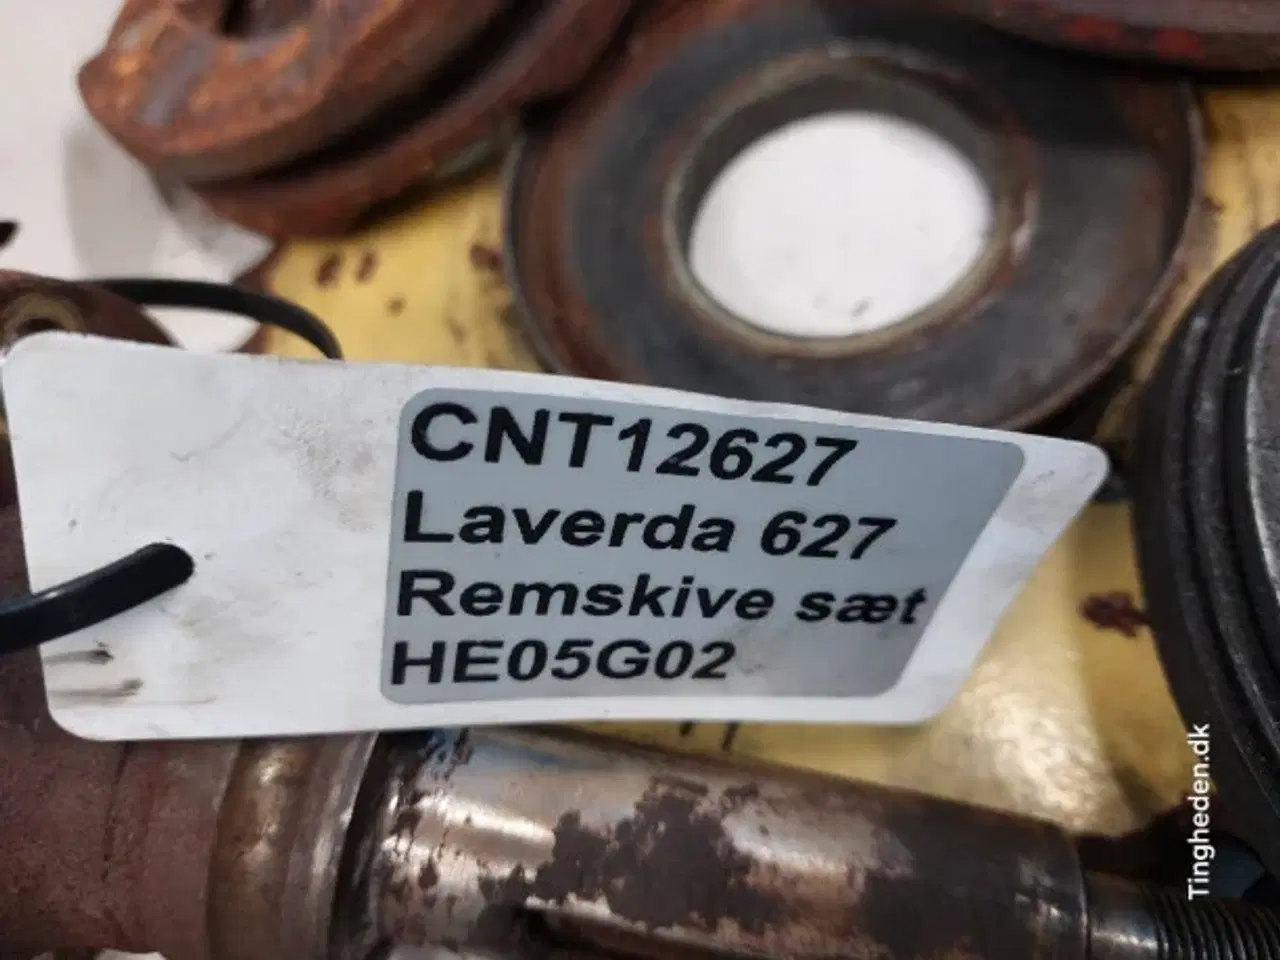 CNT12627
Laverda 627
Remskive sæt
HE05G02
Tingheden.dk